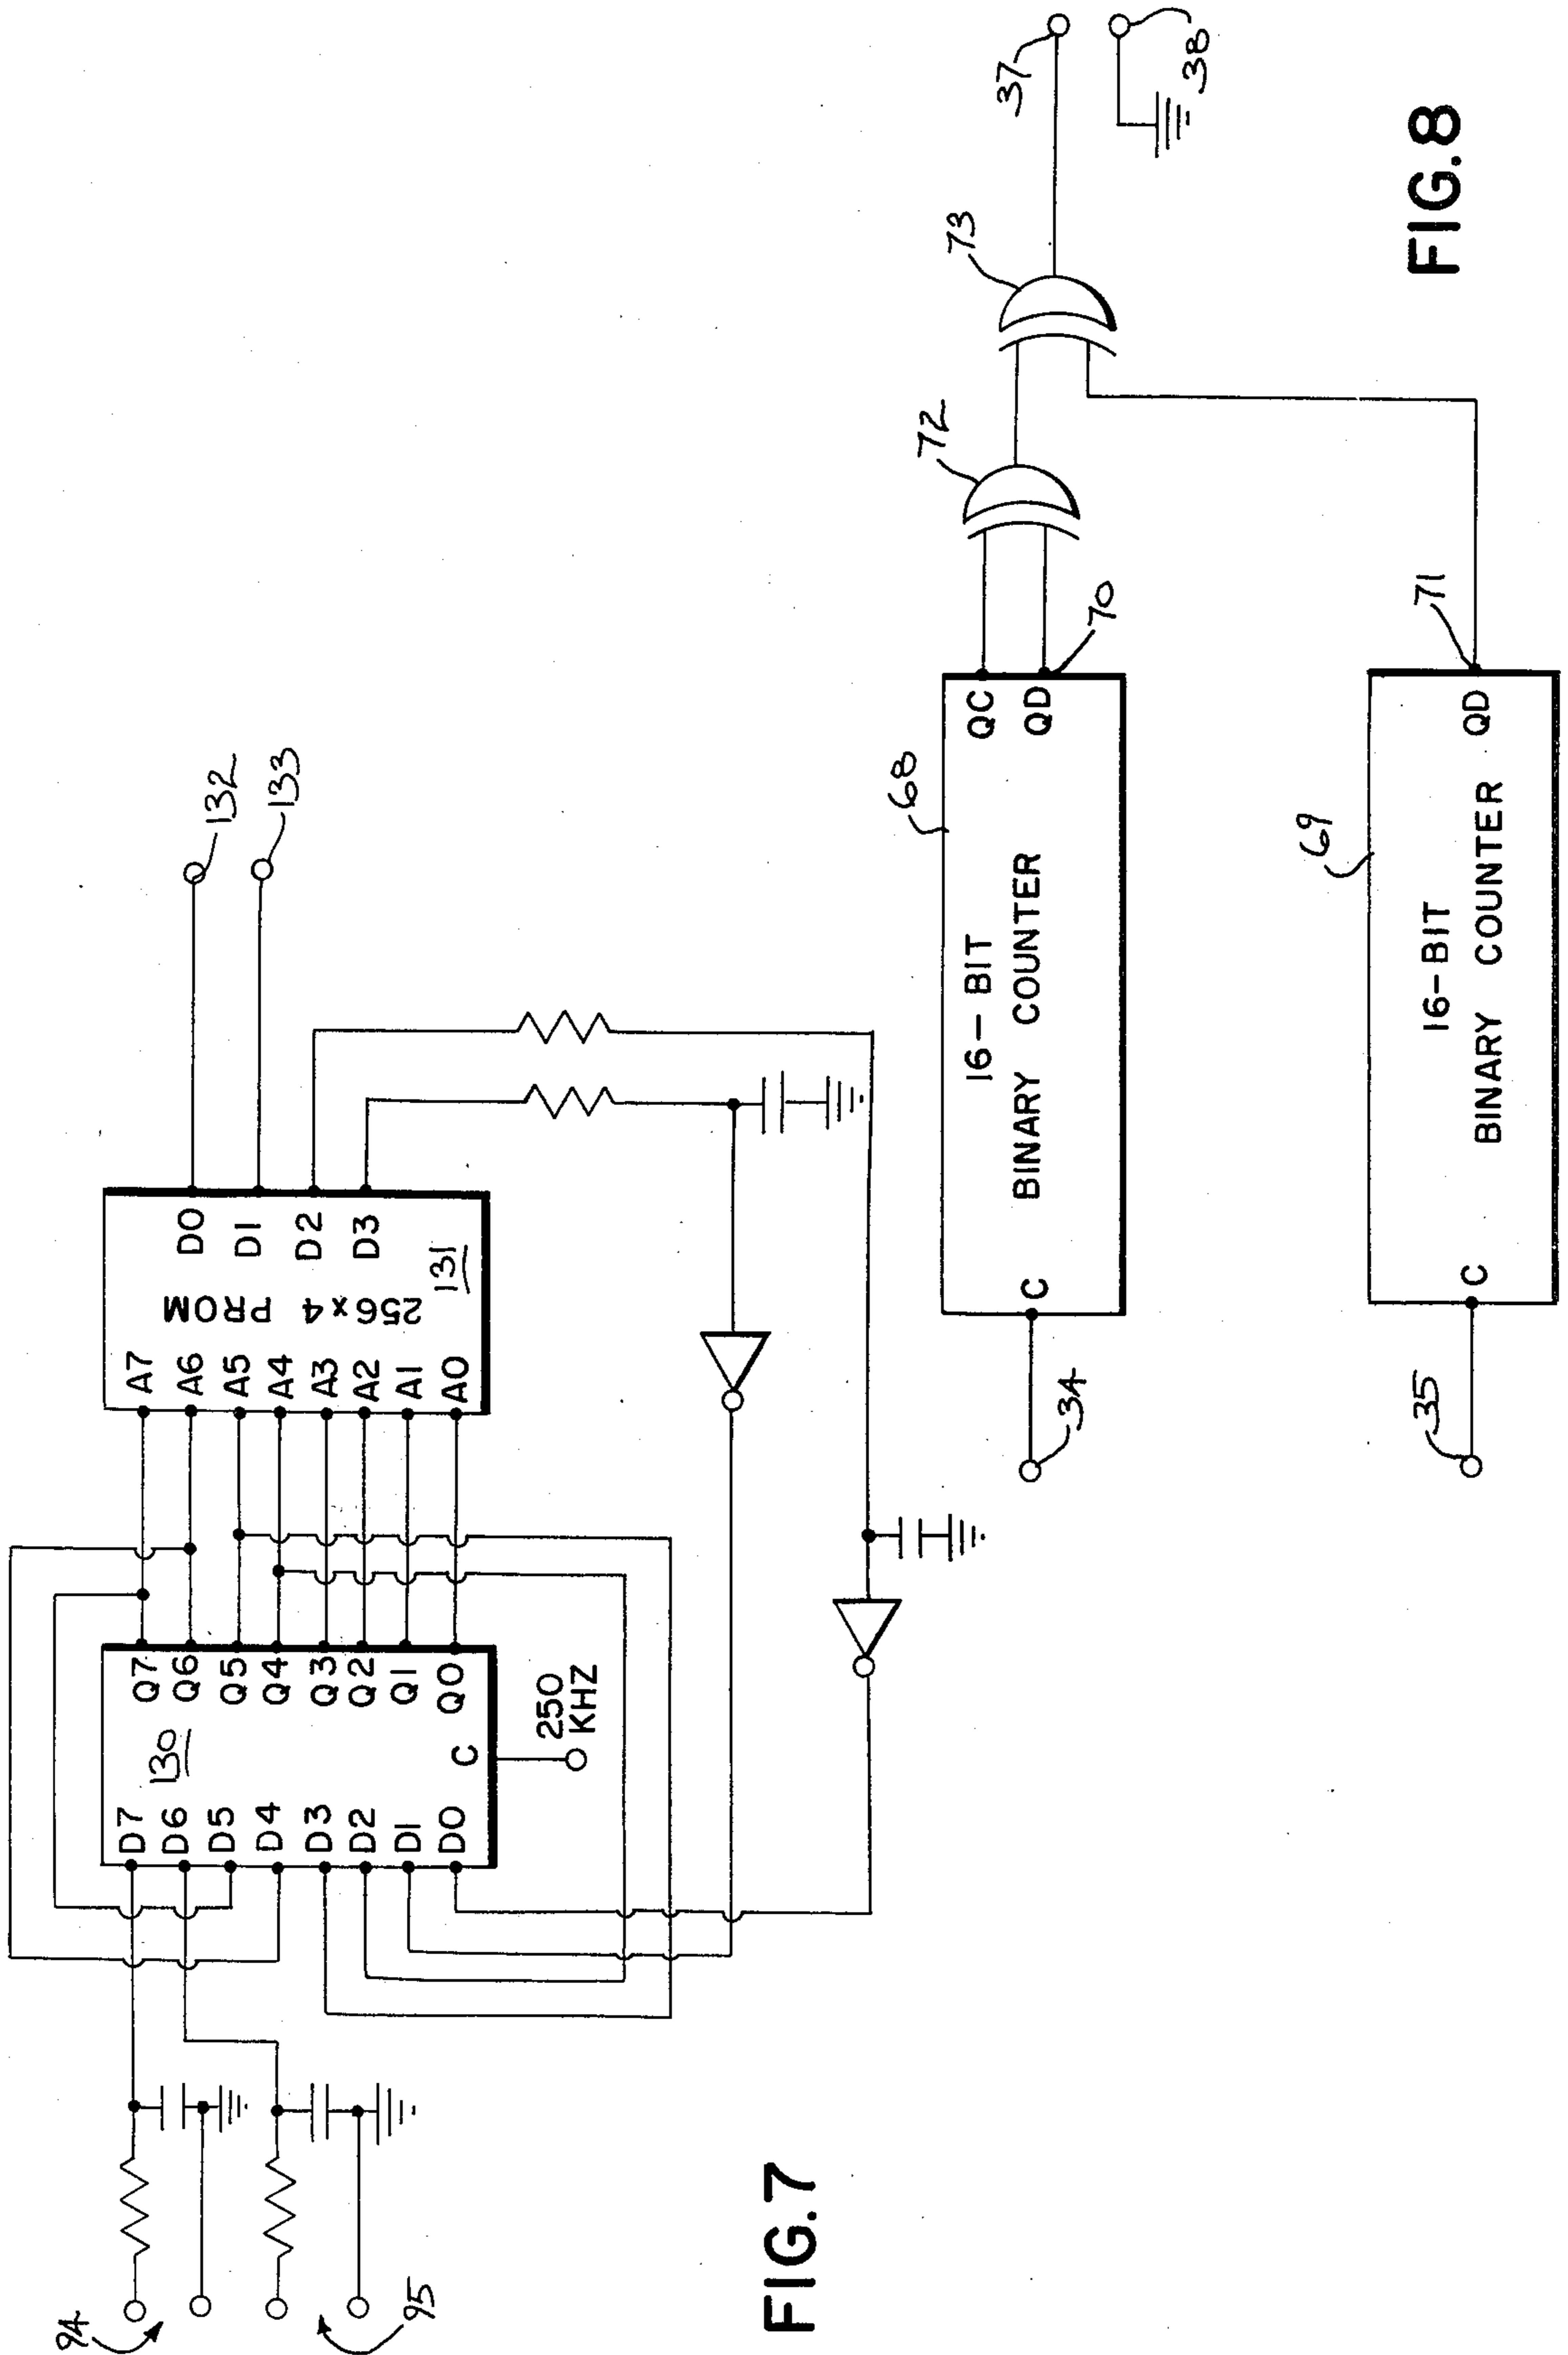 94
95
D7
D6
D5
D4
D3
D2
D1
D0
130
C
Q7
Q6
Q5
Q4
Q3
Q2
Q1
Q0
250
KHZ
A7
A6
A5
A4
A3
A2
A1
A0
256x4 PROM
131
D0
D1
D2
D3
132
133
FIG.7
34
C
16-BIT
BINARY COUNTER
68
QC
QD
70
72
73
37
38
35
C
16-BIT
BINARY COUNTER
69
QD
71
FIG.8